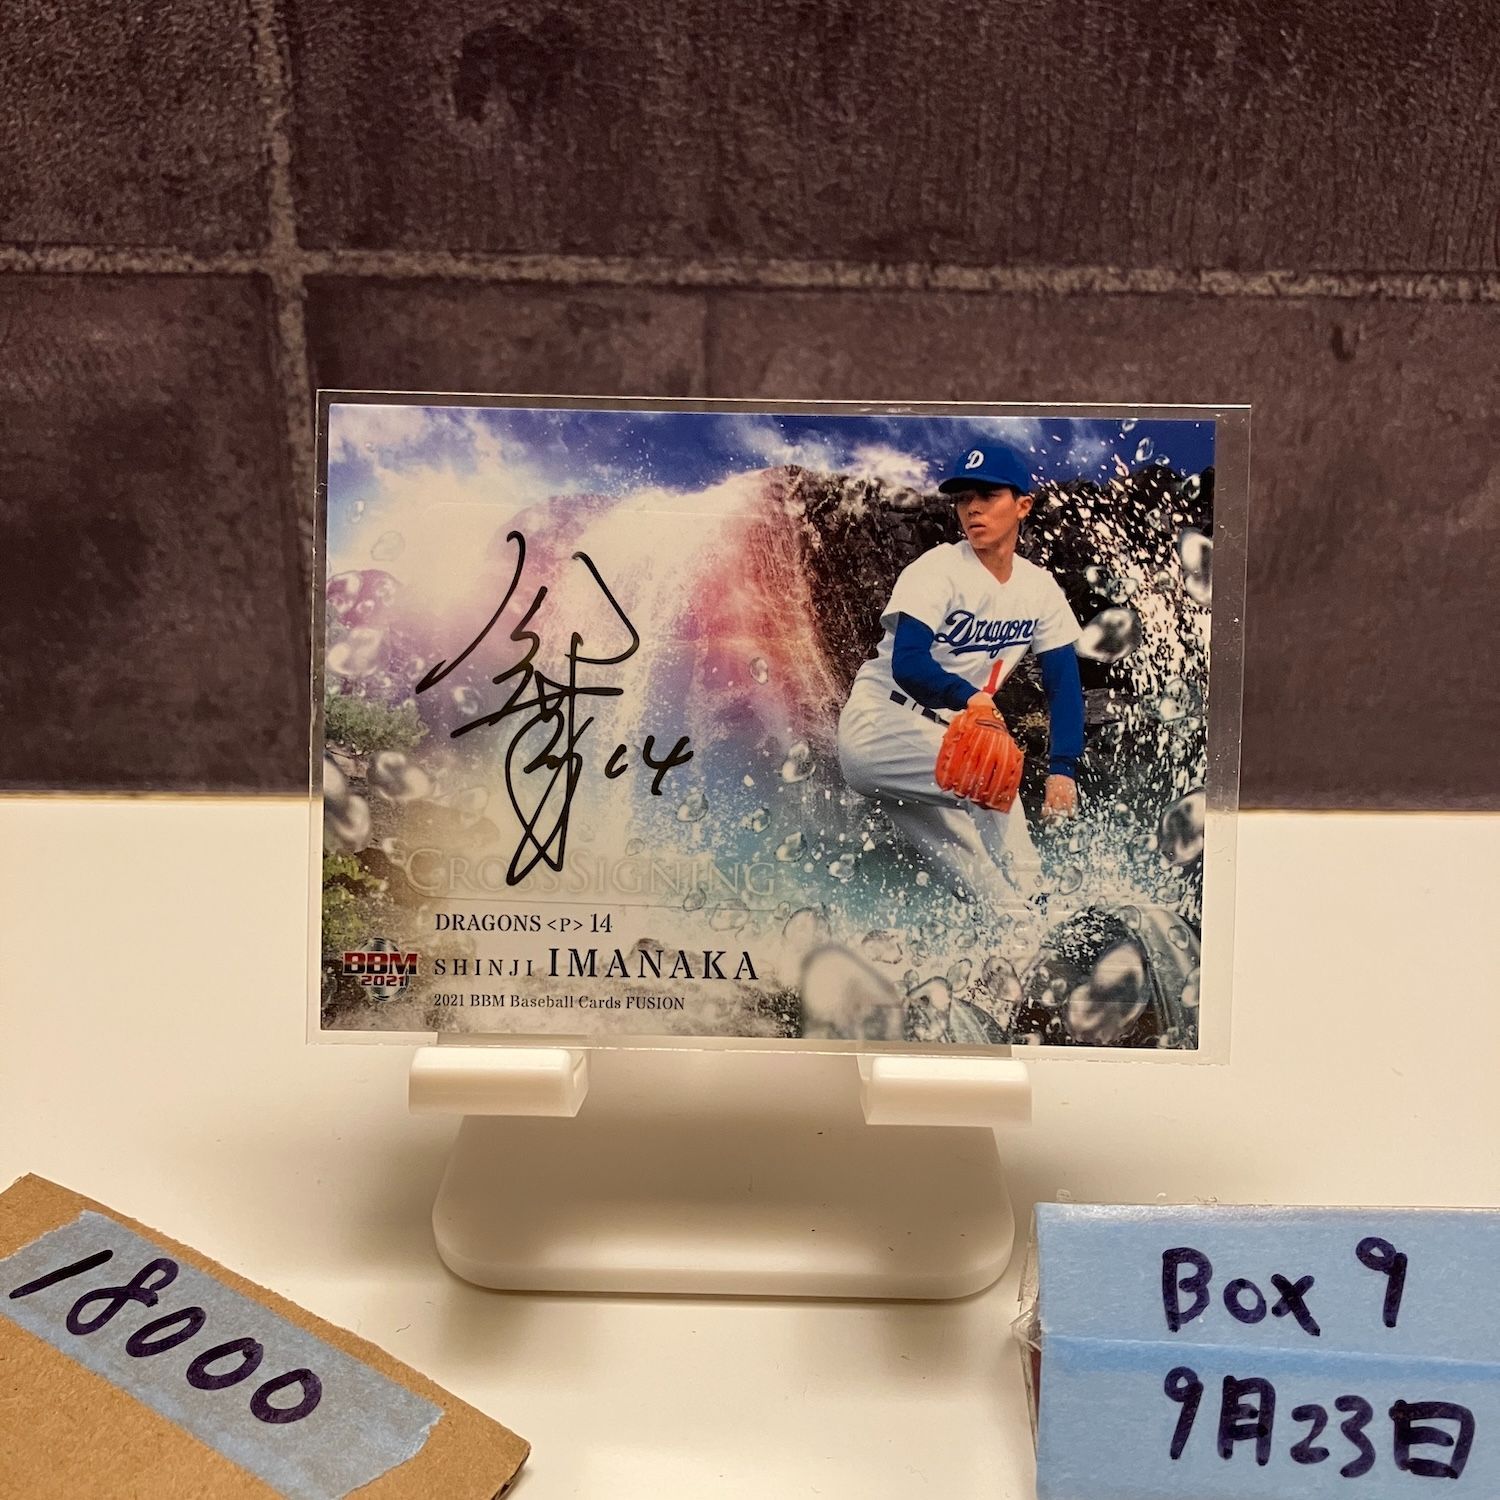 D
Dragons
1
14
CROSS SIGNING
DRAGONS <P> 14
SHINJI IMANAKA
BBM
2021
2021 BBM Baseball Cards FUSION
18000
Box 9
9月23日